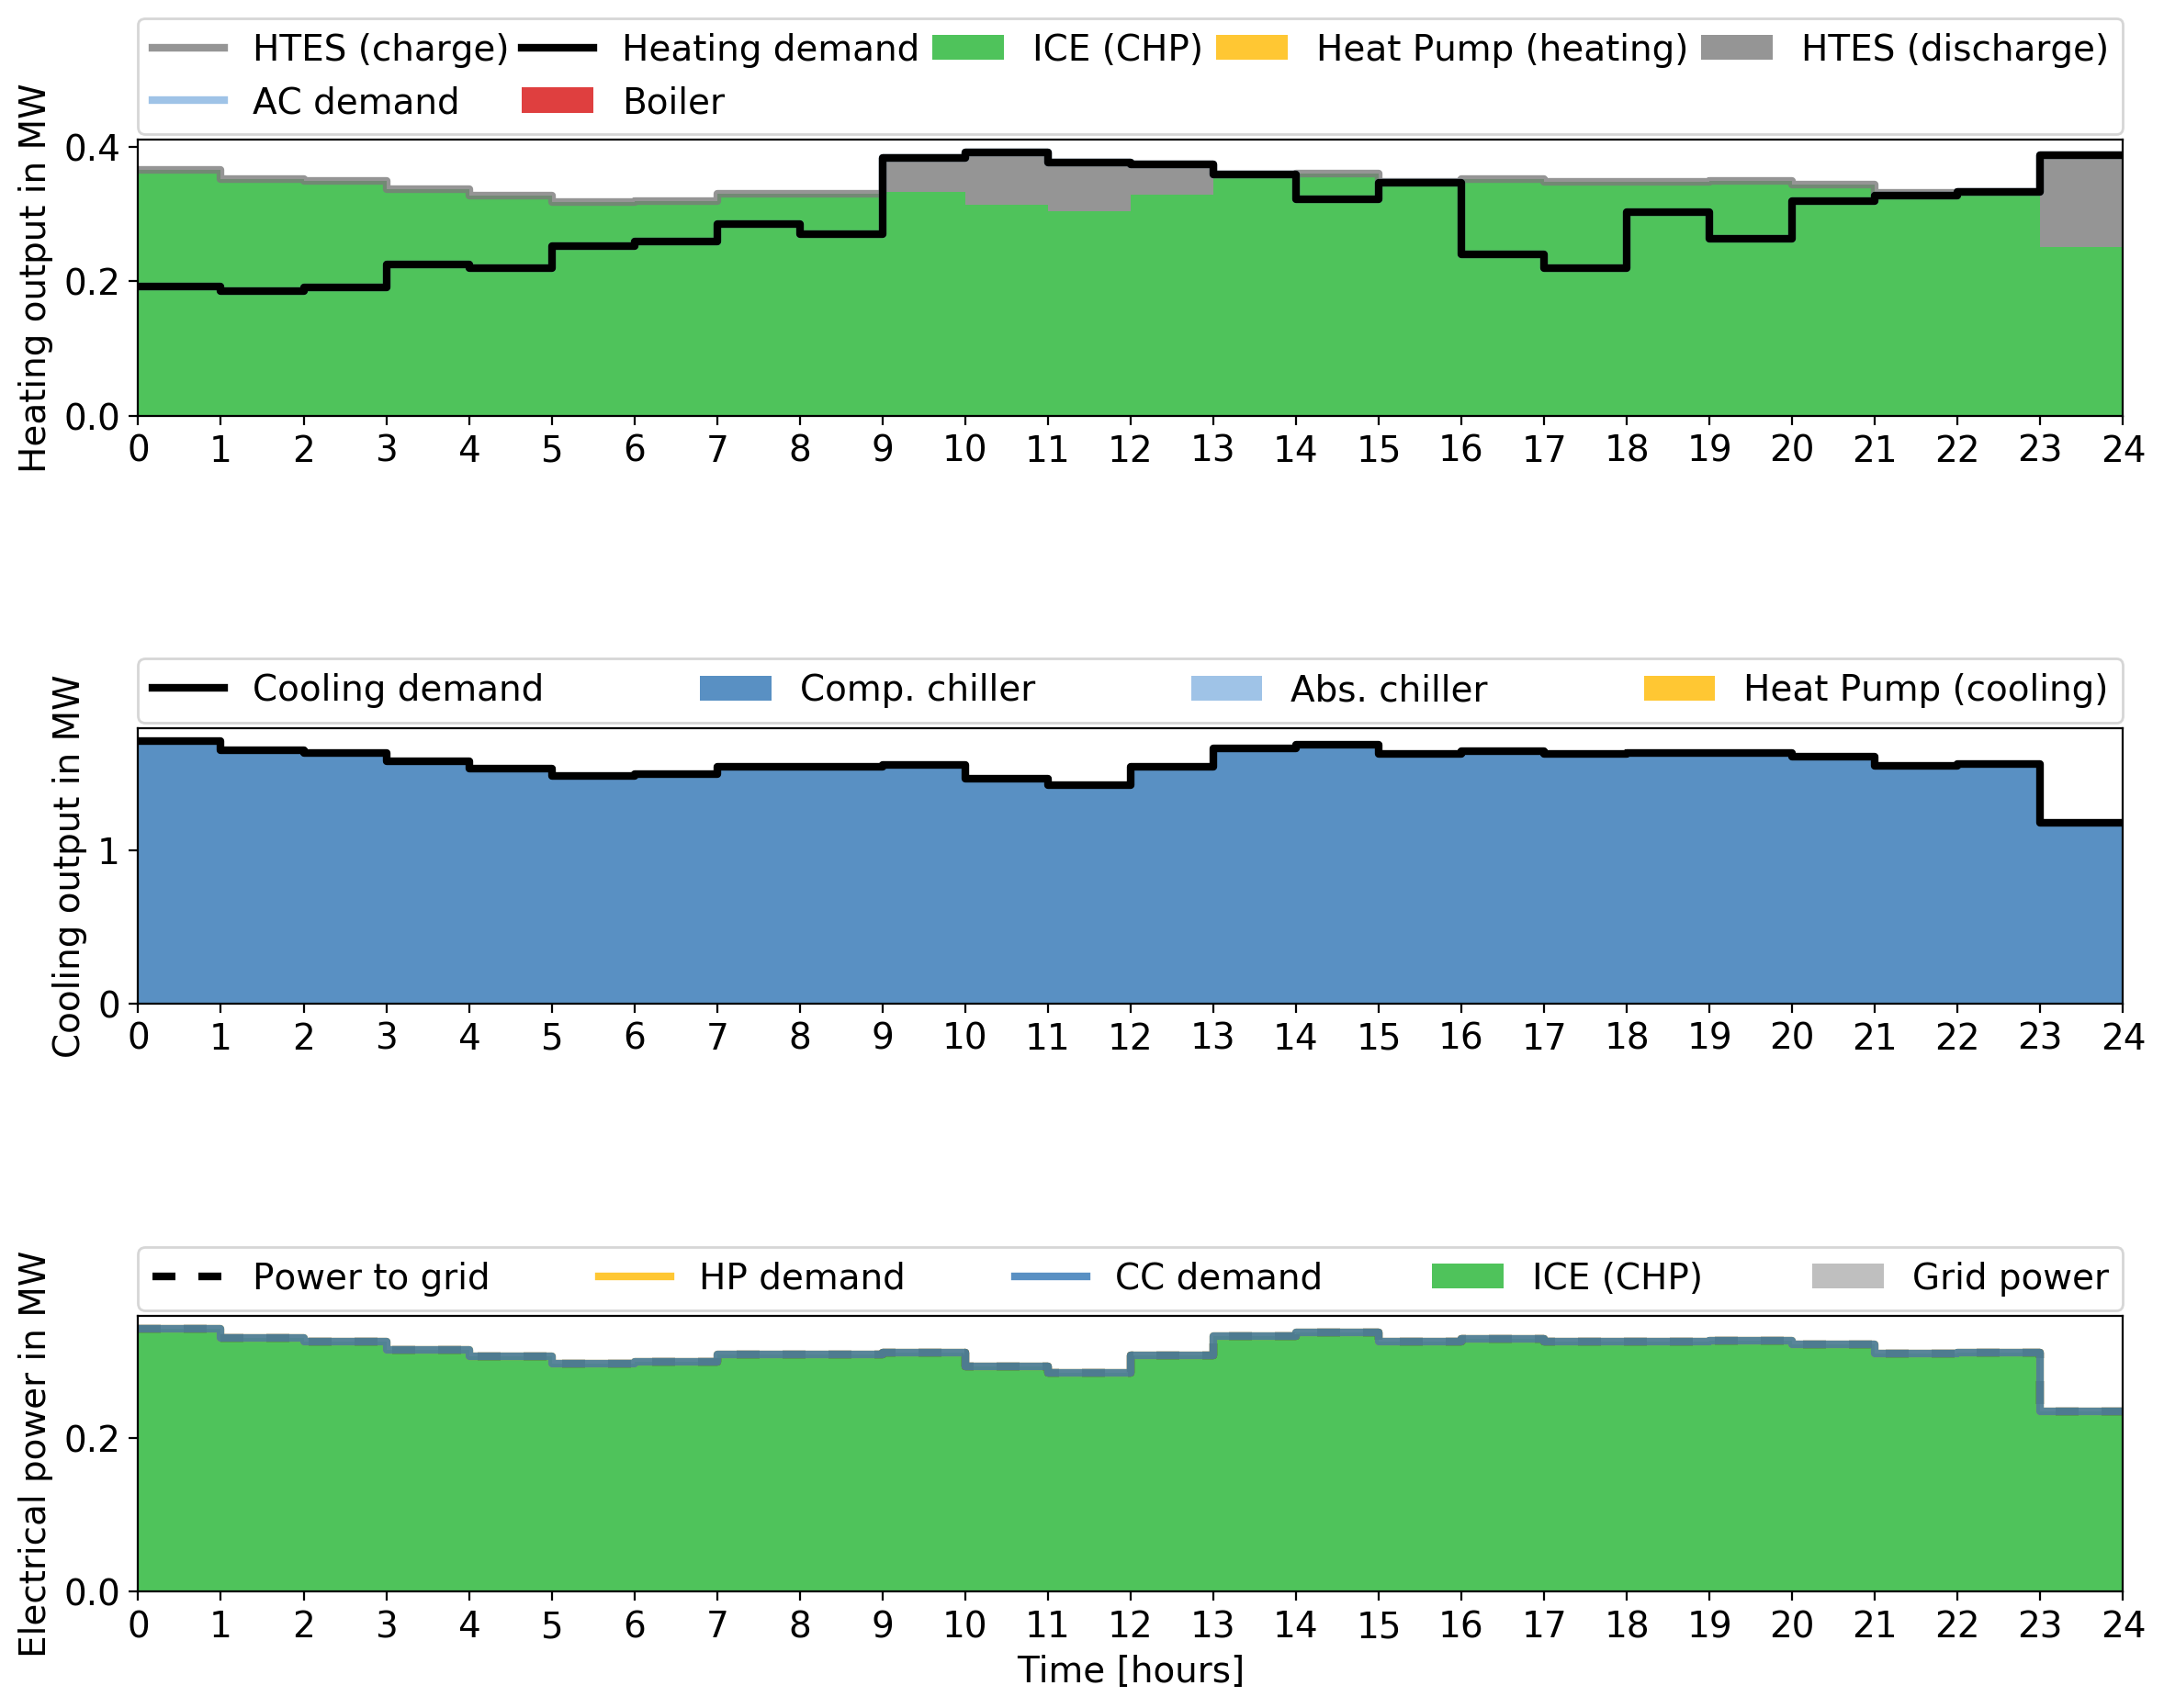 HTES (charge) Heating demand ICE (CHP) Heat Pump (heating) HTES (discharge)
AC demand Boiler
Heating output in MW
0.4
0.2
0.0
0 1 2 3 4 5 6 7 8 9 10 11 12 13 14 15 16 17 18 19 20 21 22 23 24
Cooling demand Comp. chiller Abs. chiller Heat Pump (cooling)
Cooling output in MW
1
0
0 1 2 3 4 5 6 7 8 9 10 11 12 13 14 15 16 17 18 19 20 21 22 23 24
Power to grid HP demand CC demand ICE (CHP) Grid power
Electrical power in MW
0.2
0.0
0 1 2 3 4 5 6 7 8 9 10 11 12 13 14 15 16 17 18 19 20 21 22 23 24
Time [hours]